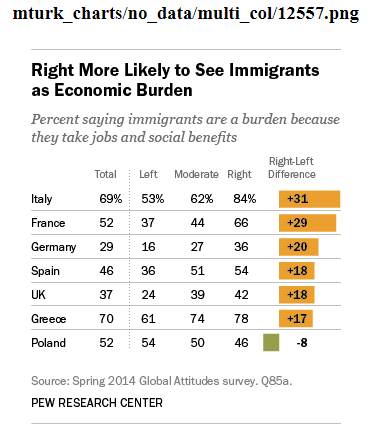 mturk_charts/no_data/multi_col/12557.png
Right More Likely to See Immigrants
as Economic Burden
Percent saying immigrants are a burden because
they take jobs and social benefits
Total Left Moderate Right Right-Left Difference
Italy 69% 53% 62% 84% +31
France 52 37 44 66 +29
Germany 29 16 27 36 +20
Spain 46 36 51 54 +18
UK 37 24 39 42 +18
Greece 70 61 74 78 +17
Poland 52 54 50 46 -8
Source: Spring 2014 Global Attitudes survey. Q85a.
PEW RESEARCH CENTER